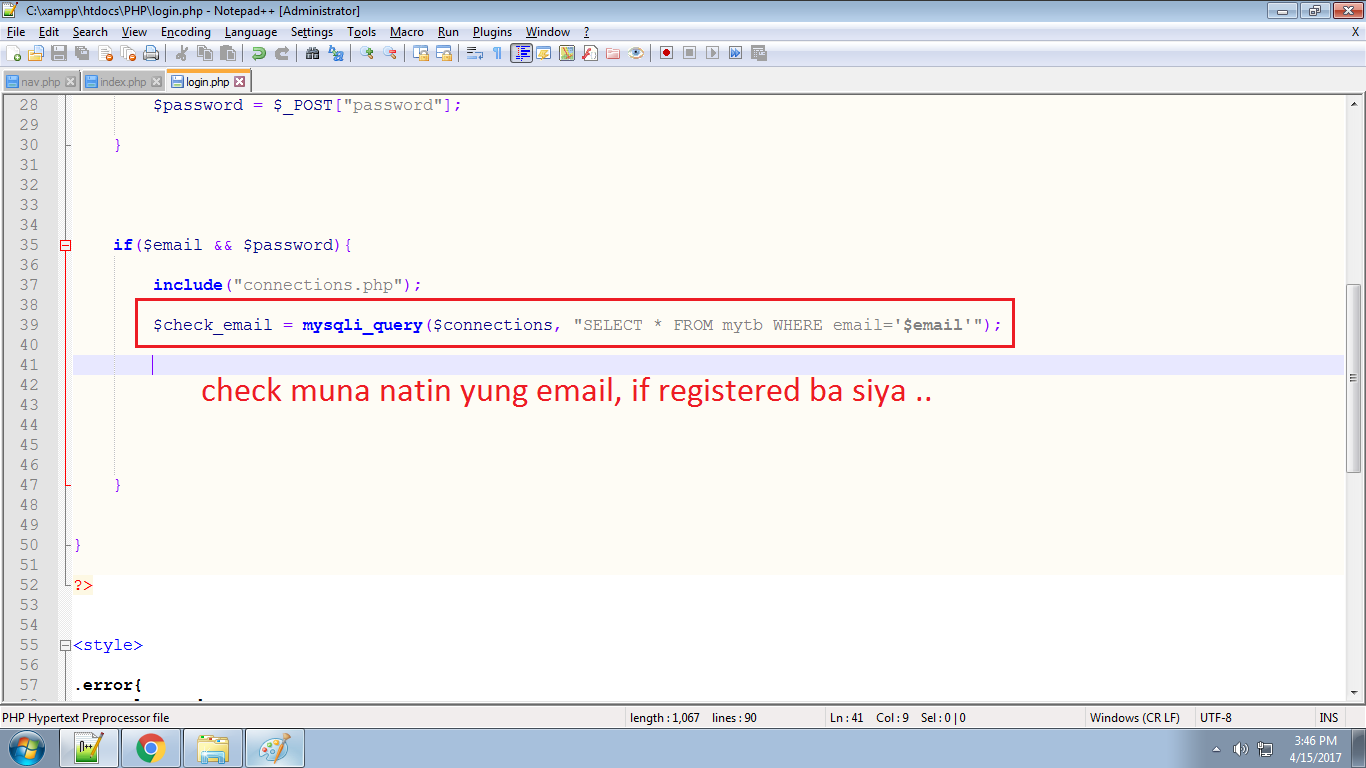 C:\xampp\htdocs\PHP\login.php - Notepad++ [Administrator]
File Edit Search View Encoding Language Settings Tools Macro Run Plugins Window ? X
nav.php index.php login.php
28 $password = $_POST["password"];
29
30 }
31
32
33
34
35 if($email && $password){
36
37 include("connections.php");
38
39 $check_email = mysqli_query($connections, "SELECT * FROM mytb WHERE email='$email'");
40
41
42 check muna natin yung email, if registered ba siya ..
43
44
45
46
47 }
48
49
50 }
51
52 ?>
53
54
55 <style>
56
57 .error{
PHP Hypertext Preprocessor file length : 1,067 lines : 90 Ln : 41 Col : 9 Sel : 0 | 0 Windows (CR LF) UTF-8 INS
3:46 PM
4/15/2017